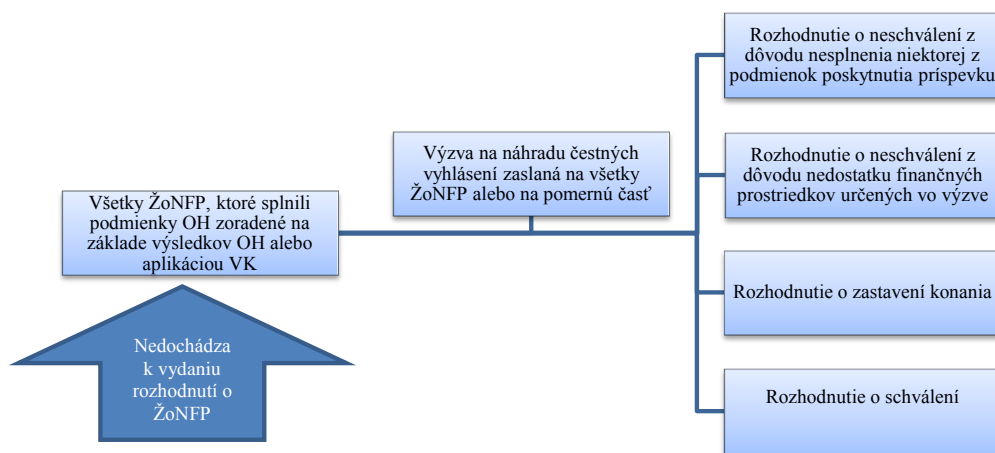 Všetky ŽoNFP, ktoré splnili
podmienky OH zoradené na
základe výsledkov OH alebo
aplikáciou VK
Nedochádza
k vydaniu
rozhodnutí o
ŽoNFP
Výzva na náhradu čestných
vyhlásení zaslaná na všetky
ŽoNFP alebo na pomernú časť
Rozhodnutie o neschválení z
dôvodu nesplnenia niektorej z
podmienok poskytnutia príspevku
Rozhodnutie o neschválení z
dôvodu nedostatku finančných
prostriedkov určených vo výzve
Rozhodnutie o zastavení konania
Rozhodnutie o schválení